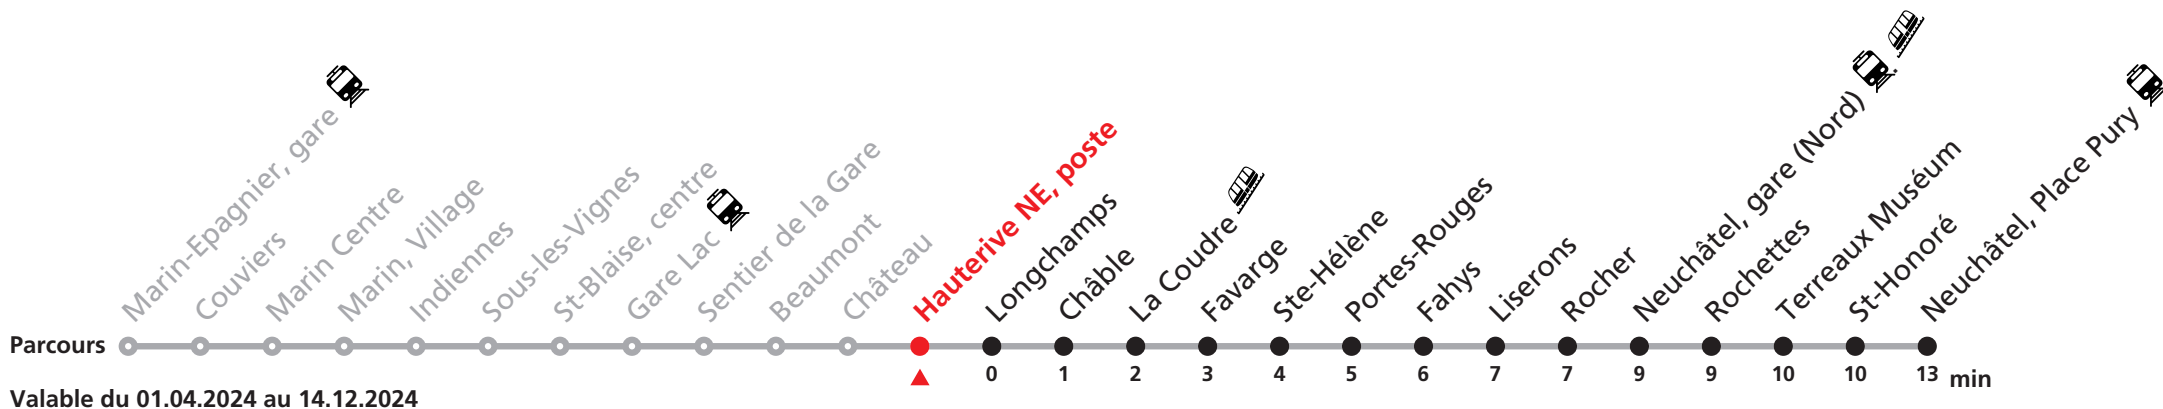 Marin-Epagnier, gare
Couviers
Marin Centre
Marin, Village
Indiennes
Sous-les-Vignes
St-Blaise, centre
Gare Lac
Sentier de la Gare
Beaumont
Château
Hauterive NE, poste
Longchamps
Châble
La Coudre
Favarge
Ste-Hélène
Portes-Rouges
Fahys
Liserons
Rocher
Neuchâtel, gare (Nord)
Rochettes
Terreaux Muséum
St-Honoré
Neuchâtel, Place Pury
Parcours
0 1 2 3 4 5 6 7 7 9 9 10 10 13 min
Valable du 01.04.2024 au 14.12.2024